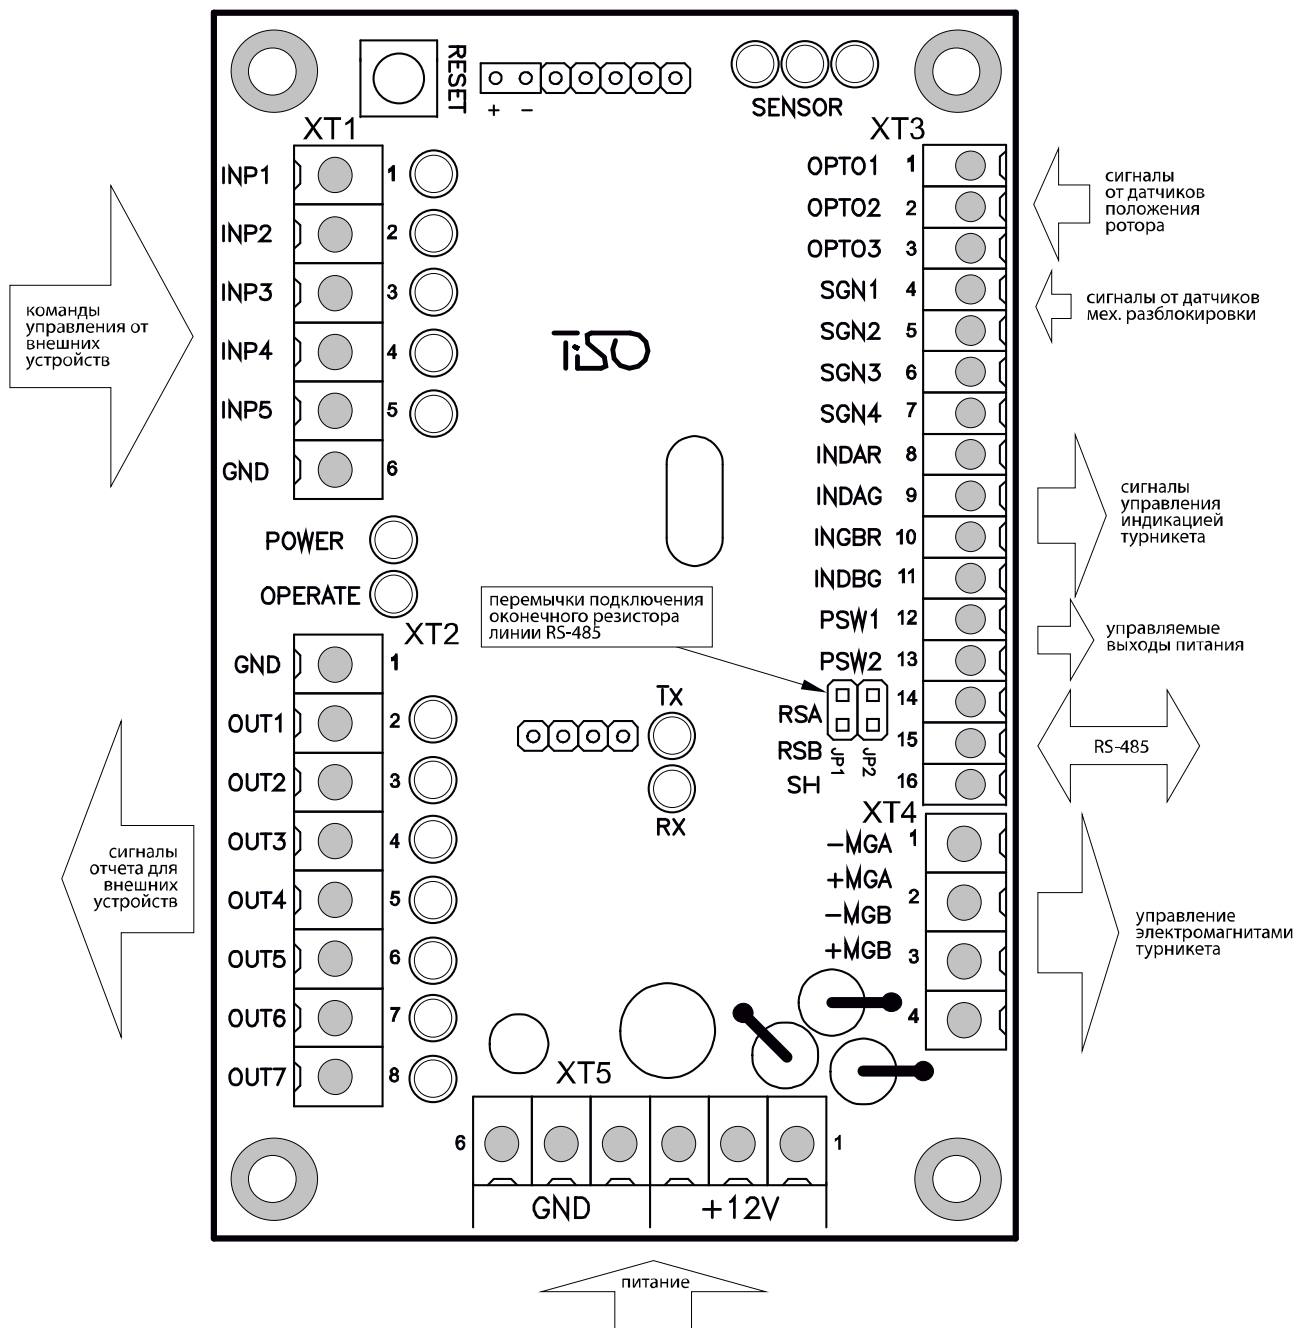 RESET
+ −
SENSOR
XT1
INP1 1
INP2 2
INP3 3
INP4 4
INP5 5
GND 6
команды
управления от
внешних
устройств
TiSO
XT3
OPTO1 1
OPTO2 2
OPTO3 3
SGN1 4
SGN2 5
SGN3 6
SGN4 7
INDAR 8
INDAG 9
INGBR 10
INDBG 11
PSW1 12
PSW2 13
14
RSA
15
RSB
16
SH
JP1
JP2
сигналы
от датчиков
положения
ротора
сигналы от датчиков
мех. разблокировки
сигналы
управления
индикацией
турникета
управляемые
выходы питания
RS-485
POWER
OPERATE
перемычки подключения
оконечного резистора
линии RS-485
TX
RX
XT2
GND 1
OUT1 2
OUT2 3
OUT3 4
OUT4 5
OUT5 6
OUT6 7
OUT7 8
сигналы
отчета для
внешних
устройств
XT4
−MGA 1
+MGA
2
−MGB
+MGB 3
4
управление
электромагнитами
турникета
XT5
6 1
GND +12V
питание